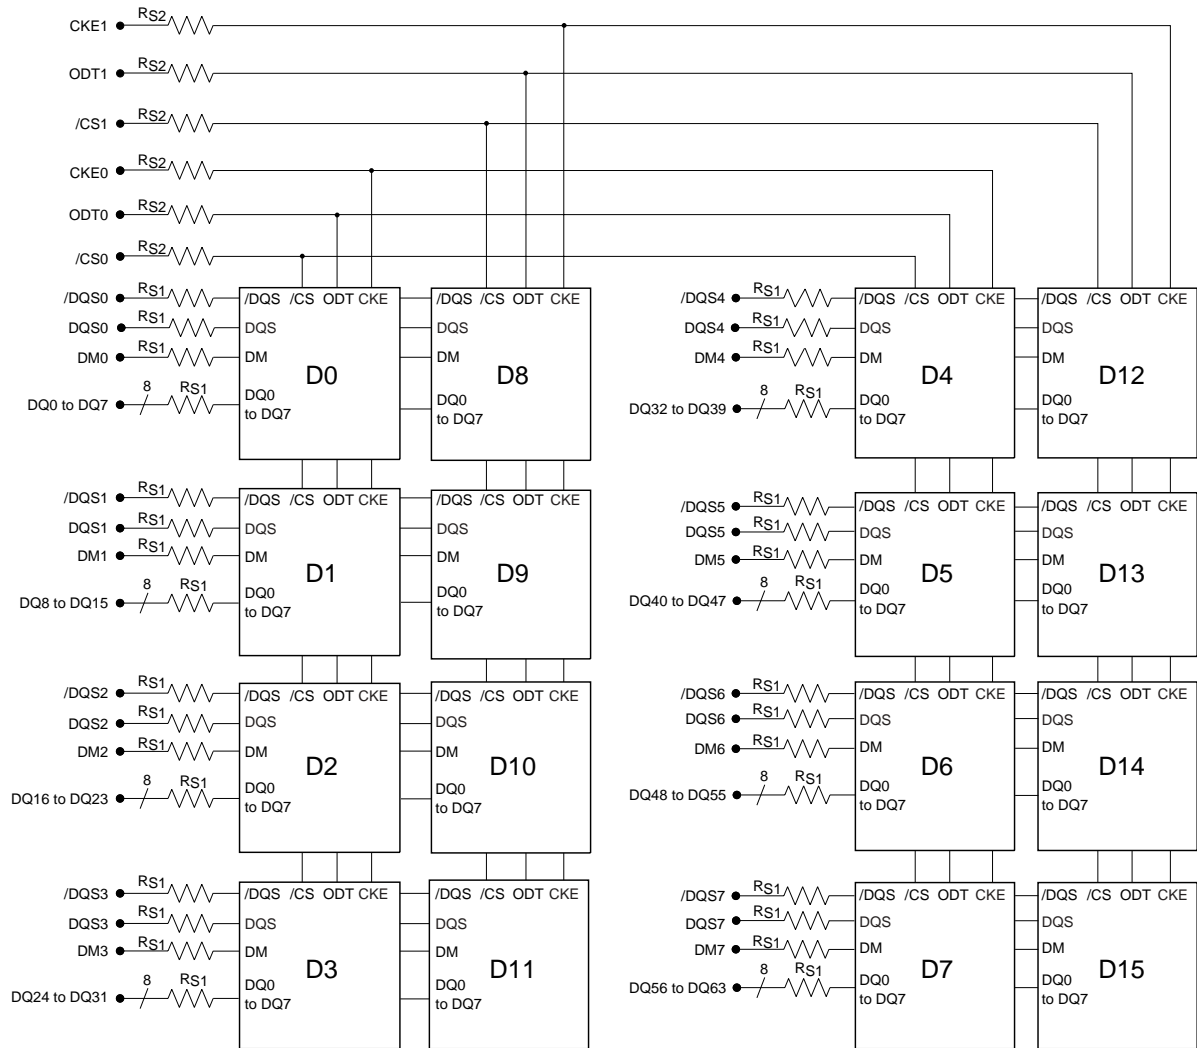 CKE1 RS2
ODT1 RS2
/CS1 RS2
CKE0 RS2
ODT0 RS2
/CS0 RS2
/DQS0 RS1 /DQS /CS ODT CKE /DQS /CS ODT CKE
DQS0 RS1 DQS DQS
DM0 RS1 DM DM
D0 D8
DQ0 to DQ7 8 RS1 DQ0 to DQ7 DQ0 to DQ7
/DQS4 RS1 /DQS /CS ODT CKE /DQS /CS ODT CKE
DQS4 RS1 DQS DQS
DM4 RS1 DM DM
D4 D12
DQ32 to DQ39 8 RS1 DQ0 to DQ7 DQ0 to DQ7
/DQS1 RS1 /DQS /CS ODT CKE /DQS /CS ODT CKE
DQS1 RS1 DQS DQS
DM1 RS1 DM DM
D1 D9
DQ8 to DQ15 8 RS1 DQ0 to DQ7 DQ0 to DQ7
/DQS5 RS1 /DQS /CS ODT CKE /DQS /CS ODT CKE
DQS5 RS1 DQS DQS
DM5 RS1 DM DM
D5 D13
DQ40 to DQ47 8 RS1 DQ0 to DQ7 DQ0 to DQ7
/DQS2 RS1 /DQS /CS ODT CKE /DQS /CS ODT CKE
DQS2 RS1 DQS DQS
DM2 RS1 DM DM
D2 D10
DQ16 to DQ23 8 RS1 DQ0 to DQ7 DQ0 to DQ7
/DQS6 RS1 /DQS /CS ODT CKE /DQS /CS ODT CKE
DQS6 RS1 DQS DQS
DM6 RS1 DM DM
D6 D14
DQ48 to DQ55 8 RS1 DQ0 to DQ7 DQ0 to DQ7
/DQS3 RS1 /DQS /CS ODT CKE /DQS /CS ODT CKE
DQS3 RS1 DQS DQS
DM3 RS1 DM DM
D3 D11
DQ24 to DQ31 8 RS1 DQ0 to DQ7 DQ0 to DQ7
/DQS7 RS1 /DQS /CS ODT CKE /DQS /CS ODT CKE
DQS7 RS1 DQS DQS
DM7 RS1 DM DM
D7 D15
DQ56 to DQ63 8 RS1 DQ0 to DQ7 DQ0 to DQ7